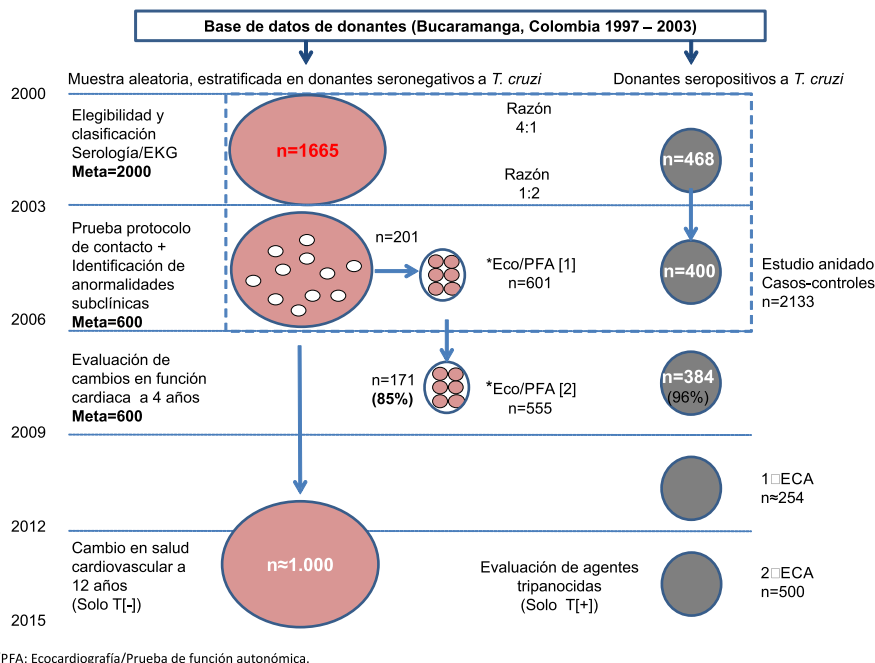 Base de datos de donantes (Bucaramanga, Colombia 1997 – 2003)
Muestra aleatoria, estratificada en donantes seronegativos a T. cruzi
Donantes seropositivos a T. cruzi
2000
Elegibilidad y
clasificación
Serología/EKG
Meta=2000
n=1665
Razón
4:1
Razón
1:2
n=468
2003
Prueba protocolo
de contacto +
Identificación de
anormalidades
subclínicas
Meta=600
n=201
*Eco/PFA [1]
n=601
n=400
Estudio anidado
Casos-controles
n=2133
2006
Evaluación de
cambios en función
cardiaca a 4 años
Meta=600
n=171
(85%)
*Eco/PFA [2]
n=555
n=384
(96%)
2009
1□ECA
n≈254
2012
Cambio en salud
cardiovascular a
12 años
(Solo T[-])
n≈1.000
Evaluación de agentes
tripanocidas
(Solo T[+])
2□ECA
n=500
2015
/PFA: Ecocardiografía/Prueba de función autonómica.